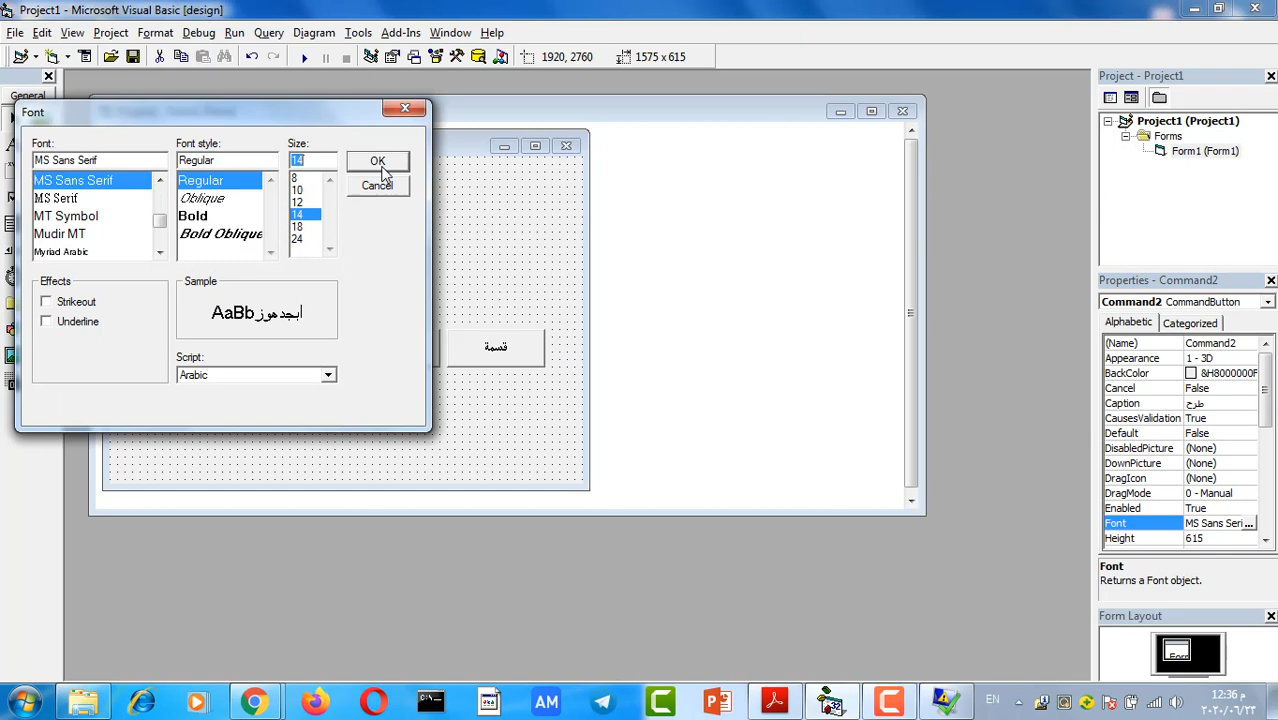 Project1 - Microsoft Visual Basic [design]
File Edit View Project Format Debug Run Query Diagram Tools Add-Ins Window Help
1920, 2760 1575 x 615
General
Font
Font: Font style: Size:
MS Sans Serif Regular 14 OK
MS Sans Serif Regular 8
MS Serif Oblique 10 Cancel
MT Symbol Bold 12
Mudir MT Bold Oblique 14
Myriad Arabic 18
24
Effects
Strikeout
Underline
Sample
AaBb ابجدهوز
Script:
Arabic
قسمة
Project - Project1
Project1 (Project1)
Forms
Form1 (Form1)
Properties - Command2
Command2 CommandButton
Alphabetic Categorized
(Name) Command2
Appearance 1 - 3D
BackColor &H8000000F
Cancel False
Caption طرح
CausesValidation True
Default False
DisabledPicture (None)
DownPicture (None)
DragIcon (None)
DragMode 0 - Manual
Enabled True
Font MS Sans Seri ...
Height 615
Font
Returns a Font object.
Form Layout
AM EN
12:36 م
٢٠٢٠/٠٦/٢٣